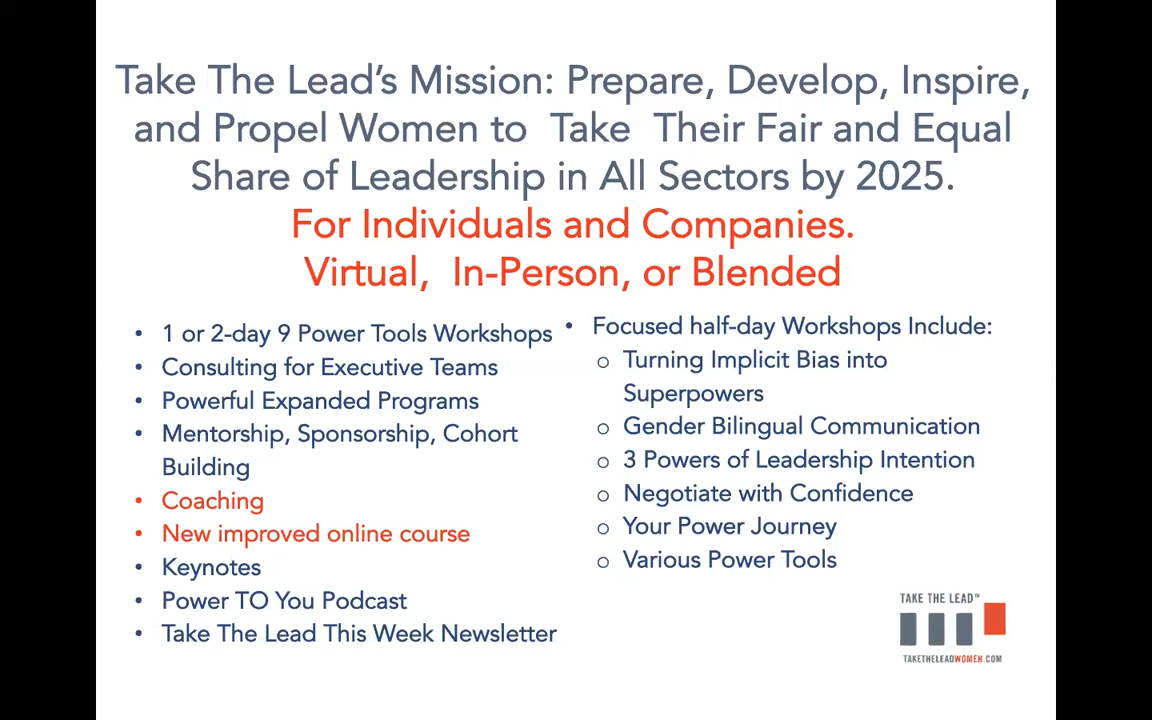 Take The Lead's Mission: Prepare, Develop, Inspire,
and Propel Women to Take Their Fair and Equal
Share of Leadership in All Sectors by 2025.
For Individuals and Companies.
Virtual, In-Person, or Blended
• 1 or 2-day 9 Power Tools Workshops
• Consulting for Executive Teams
• Powerful Expanded Programs
• Mentorship, Sponsorship, Cohort
Building
• Coaching
• New improved online course
• Keynotes
• Power TO You Podcast
• Take The Lead This Week Newsletter
• Focused half-day Workshops Include:
o Turning Implicit Bias into
Superpowers
o Gender Bilingual Communication
o 3 Powers of Leadership Intention
o Negotiate with Confidence
o Your Power Journey
o Various Power Tools
TAKE THE LEAD™
TAKETHELEADWOMEN.COM